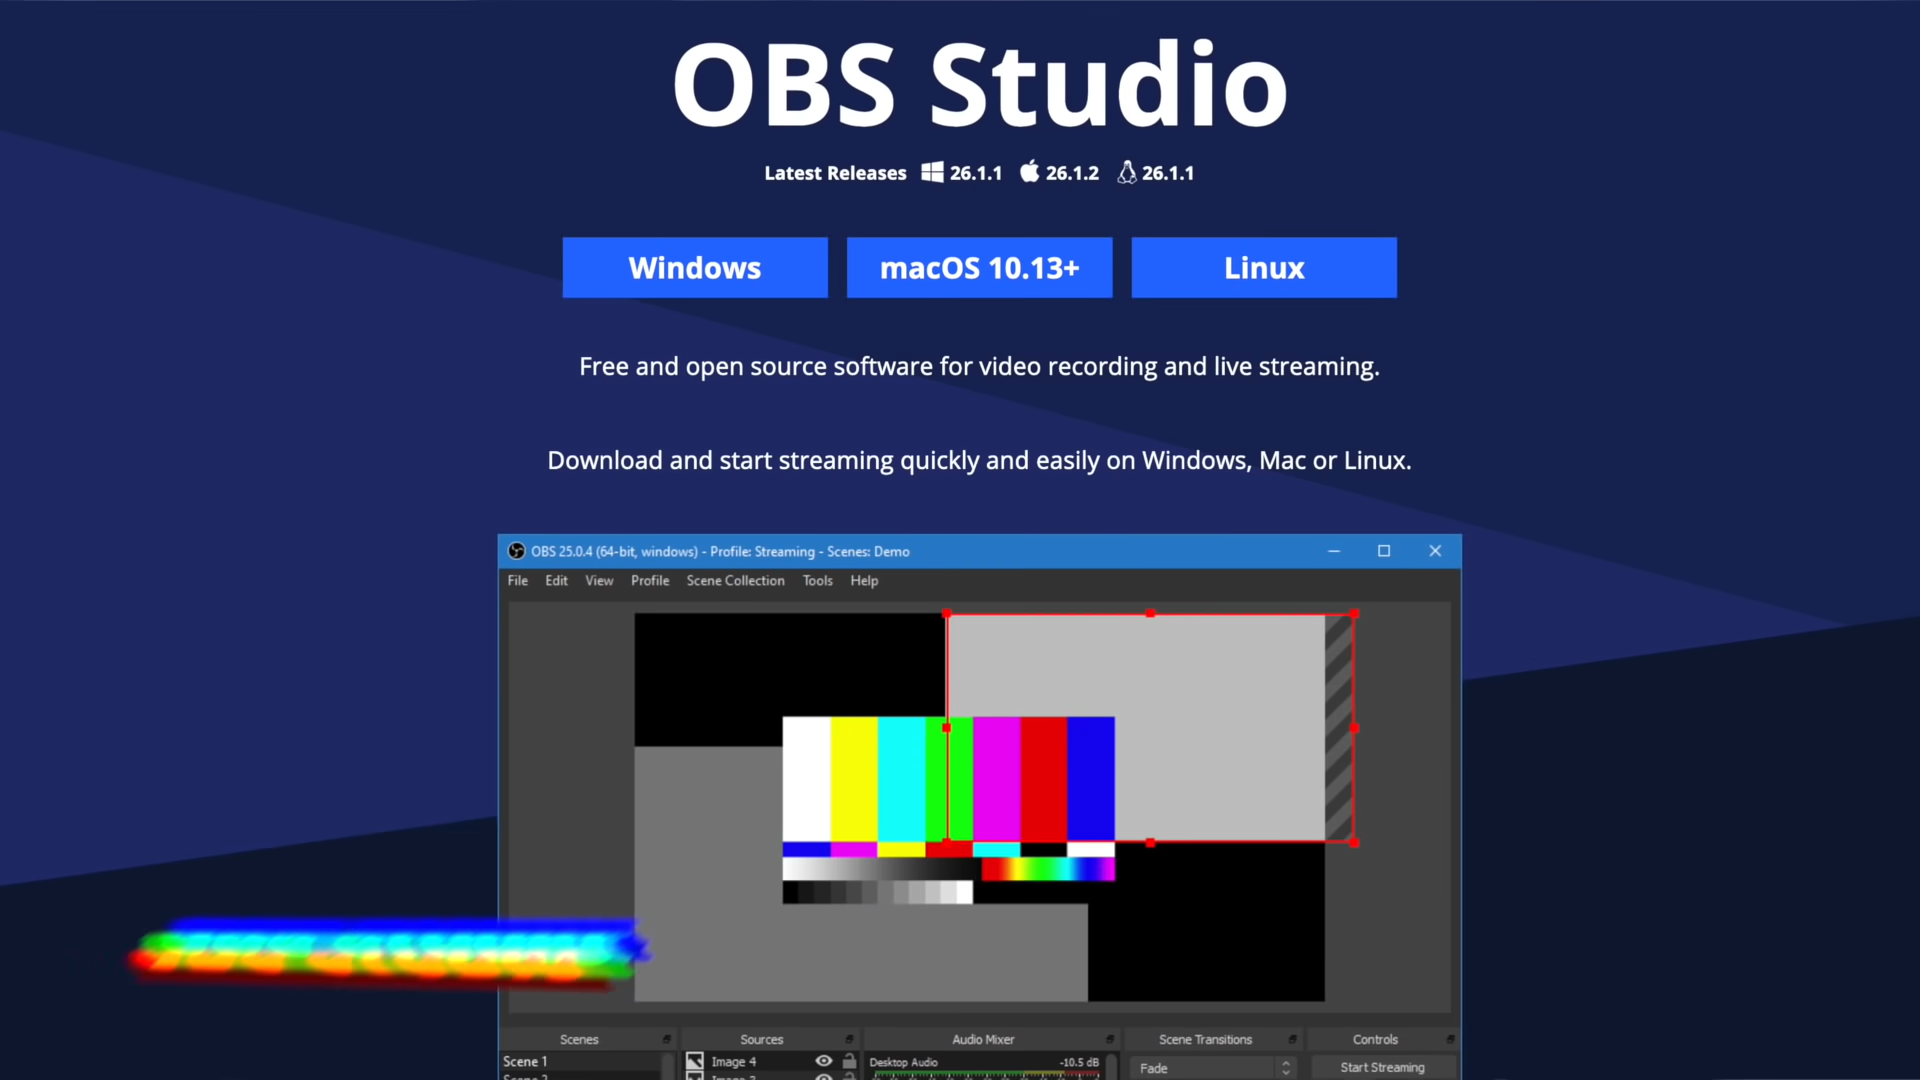 OBS Studio
Latest Releases 26.1.1 26.1.2 26.1.1
Windows macOS 10.13+ Linux
Free and open source software for video recording and live streaming.
Download and start streaming quickly and easily on Windows, Mac or Linux.
OBS 25.0.4 (64-bit, windows) - Profile: Streaming - Scenes: Demo
File Edit View Profile Scene Collection Tools Help
Scenes Sources Audio Mixer Scene Transitions Controls
Scene 1 Image 4 Desktop Audio -10.5 dB Fade Start Streaming